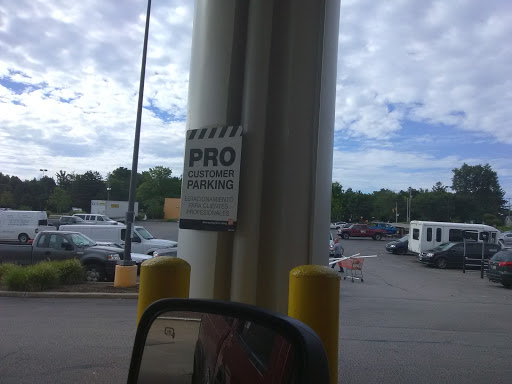 PRO
CUSTOMER
PARKING
ESTACIONAMIENTO
PARA CLIENTES
PROFESIONALES